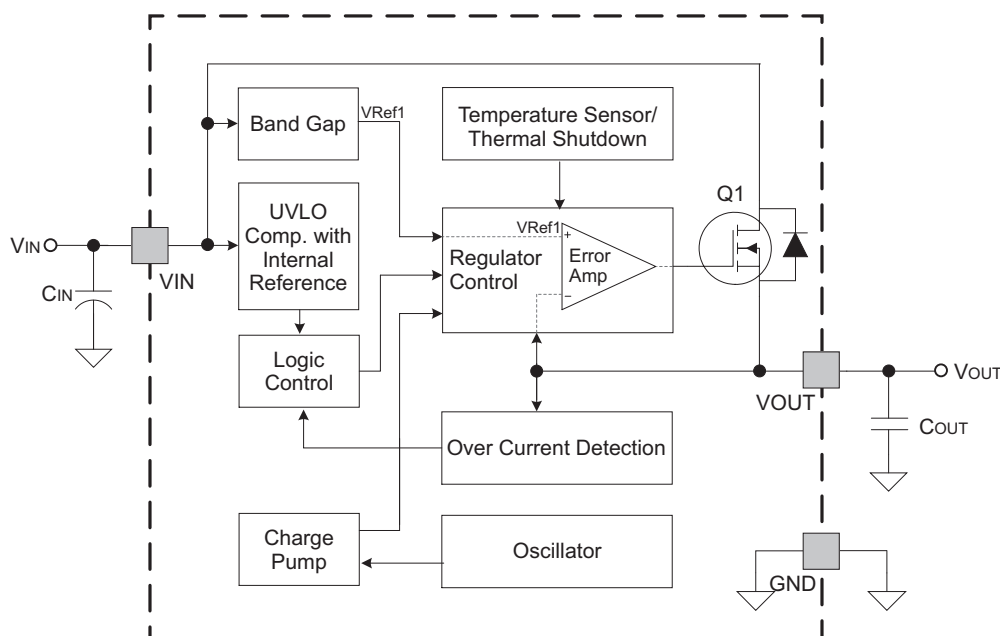 Band Gap
VRef1
Temperature Sensor/
Thermal Shutdown
Q1
UVLO
Comp. with
Internal
Reference
VRef1
+
Regulator
Control
Error
Amp
−
VIN
VIN
CIN
Logic
Control
VOUT
VOUT
COUT
Over Current Detection
Charge
Pump
Oscillator
GND